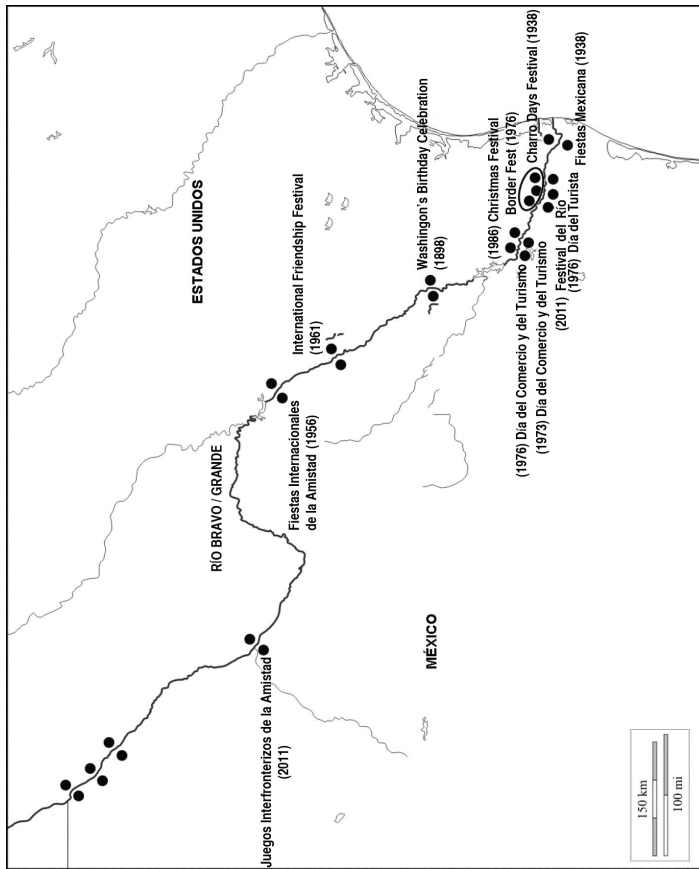 ESTADOS UNIDOS
RÍO BRAVO / GRANDE
MÉXICO
Juegos Interfronterizos de la Amistad
(2011)
Fiestas Internacionales
de la Amistad (1956)
International Friendship Festival
(1961)
Washingon's Birthday Celebration
(1898)
(1986) Christmas Festival
Border Fest (1976)
Charro Days Festival (1938)
(1976) Día del Comercio y del Turismo
(1973) Día del Comercio y del Turismo
(2011) Festival del Río
(1976) Día del Turista
Fiestas Mexicana (1938)
150 km
100 mi